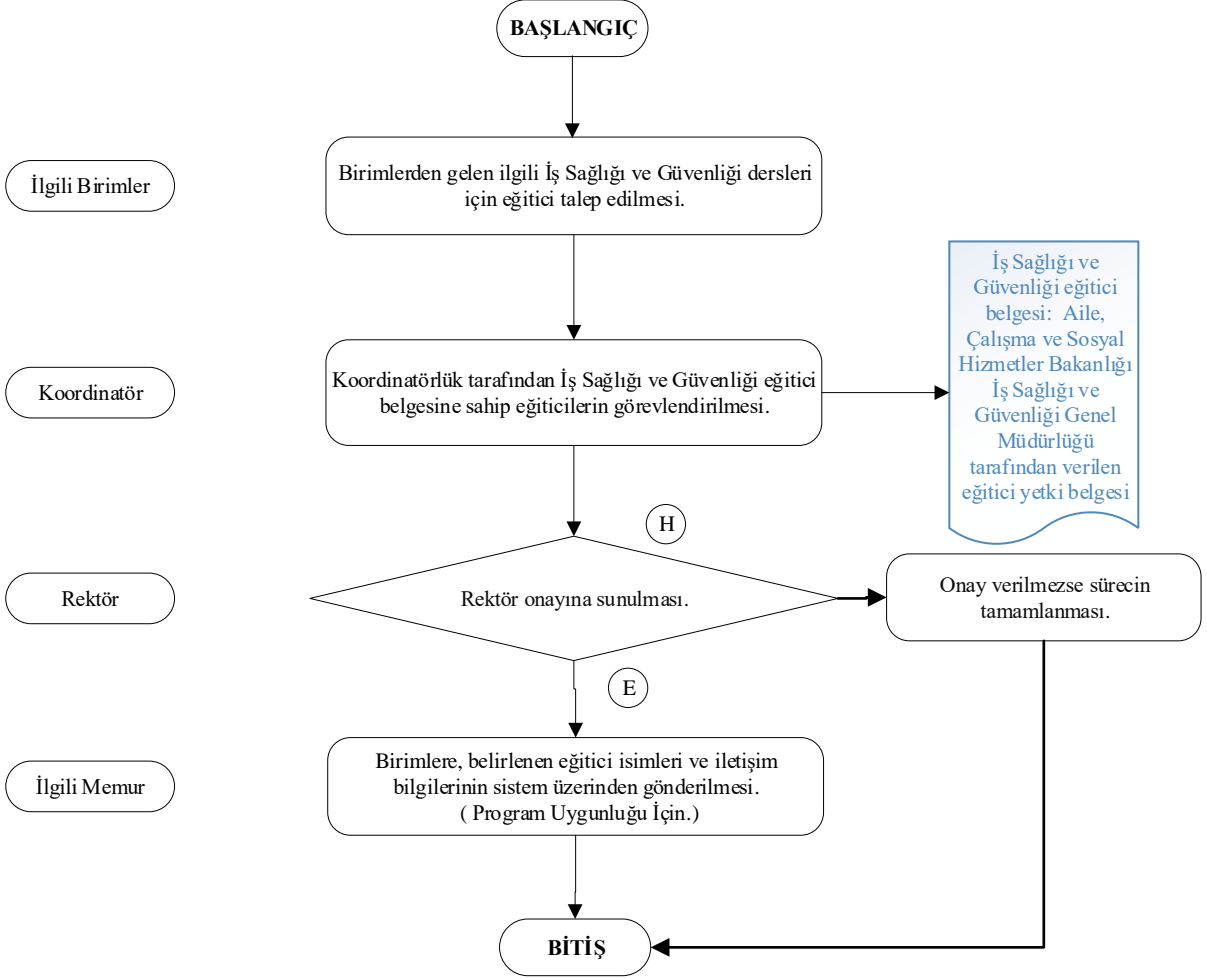 BAŞLANGIÇ
İlgili Birimler
Birimlerden gelen ilgili İş Sağlığı ve Güvenliği dersleri
için eğitici talep edilmesi.
İş Sağlığı ve
Güvenliği eğitici
belgesi: Aile,
Çalışma ve Sosyal
Hizmetler Bakanlığı
İş Sağlığı ve
Güvenliği Genel
Müdürlüğü
tarafından verilen
eğitici yetki belgesi
Koordinatör
Koordinatörlük tarafından İş Sağlığı ve Güvenliği eğitici
belgesine sahip eğiticilerin görevlendirilmesi.
H
Rektör
Rektör onayına sunulması.
Onay verilmezse sürecin
tamamlanması.
E
İlgili Memur
Birimlere, belirlenen eğitici isimleri ve iletişim
bilgilerinin sistem üzerinden gönderilmesi.
( Program Uygunluğu İçin.)
BİTİŞ